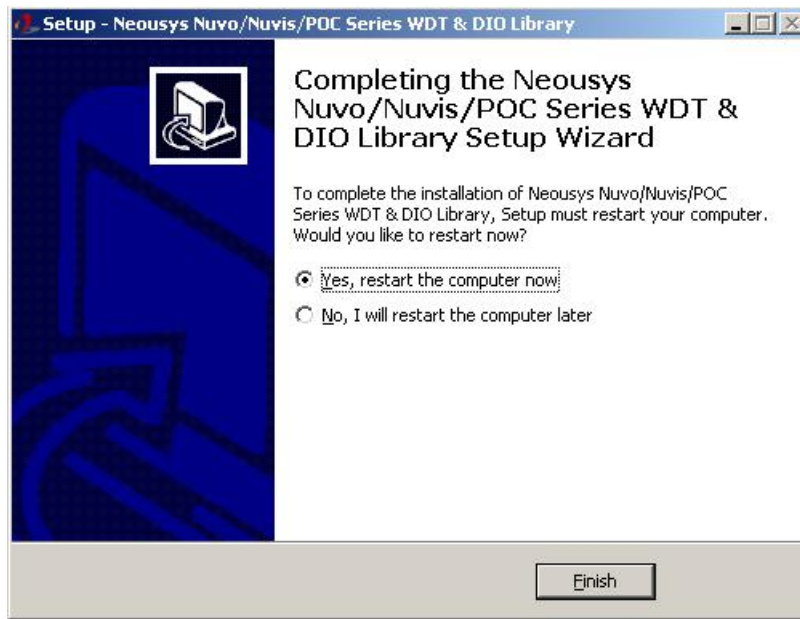 Setup - Neousys Nuvo/Nuvis/POC Series WDT & DIO Library
Completing the Neousys
Nuvo/Nuvis/POC Series WDT &
DIO Library Setup Wizard
To complete the installation of Neousys Nuvo/Nuvis/POC
Series WDT & DIO Library, Setup must restart your computer.
Would you like to restart now?
Yes, restart the computer now
No, I will restart the computer later
Finish